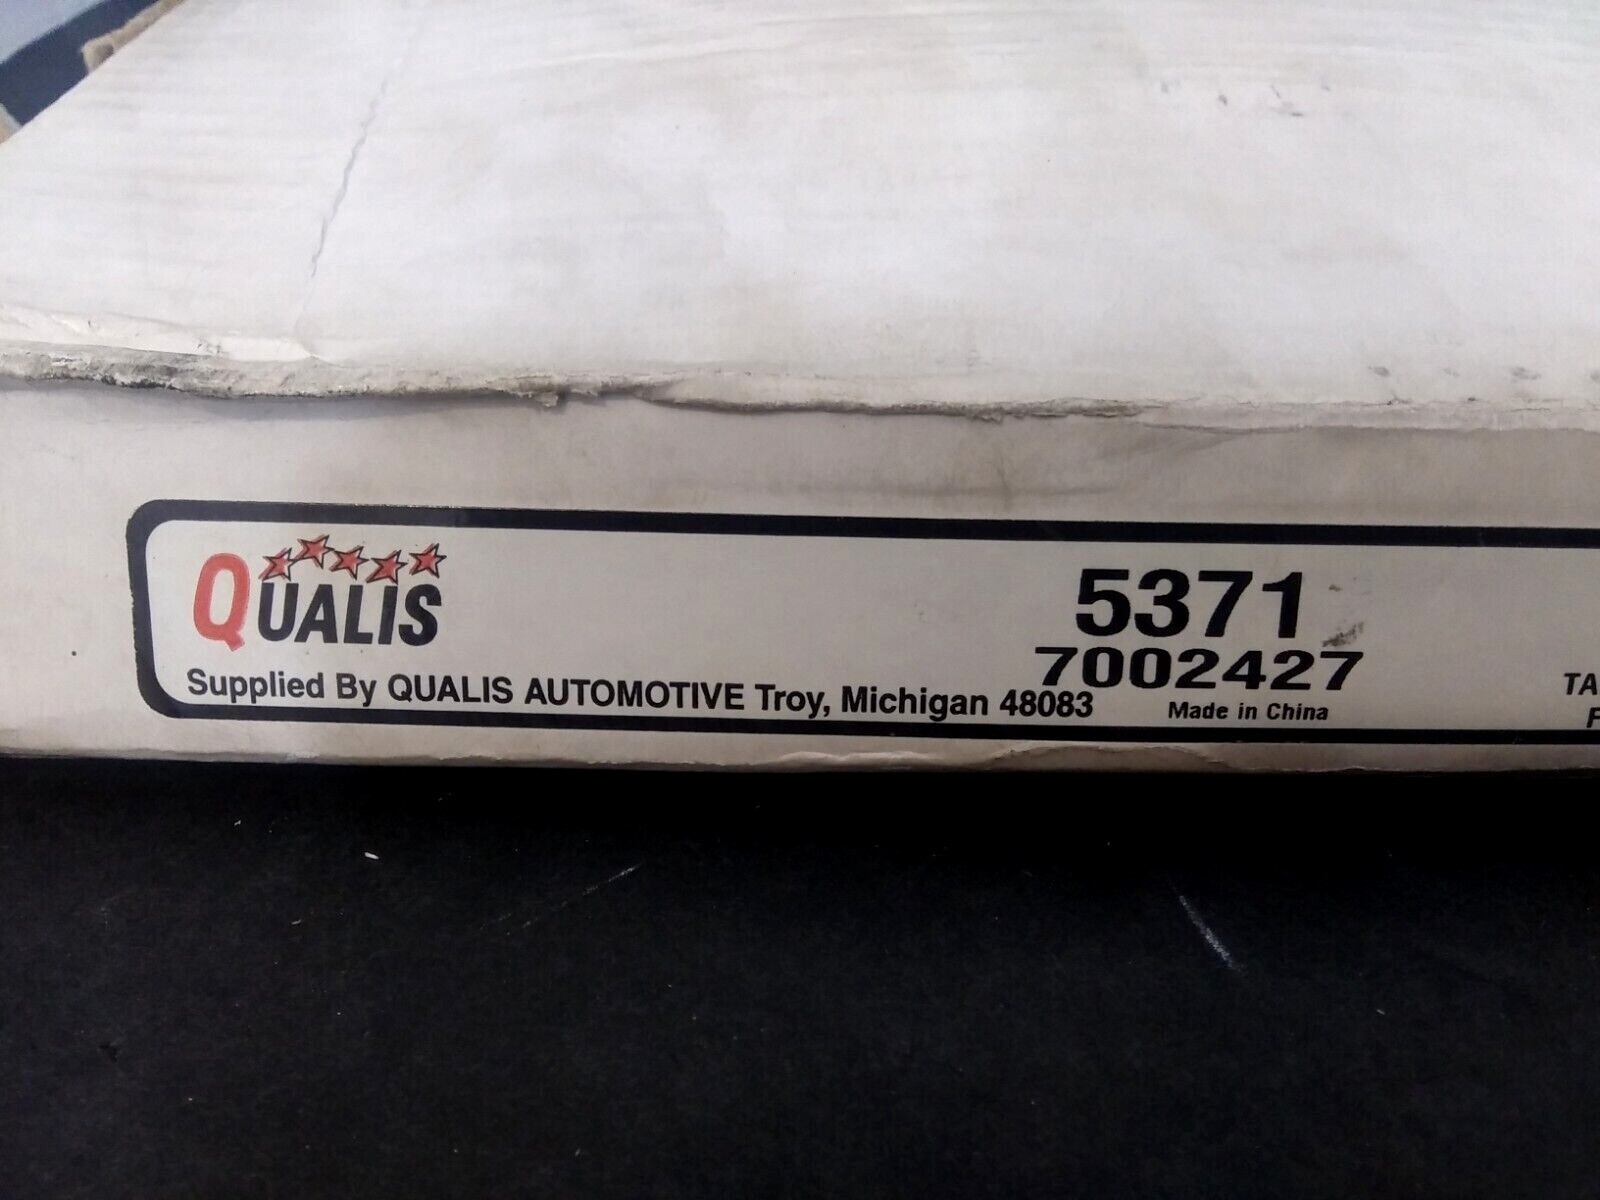 QUALIS
5371
7002427
Supplied By QUALIS AUTOMOTIVE Troy, Michigan 48083
Made in China